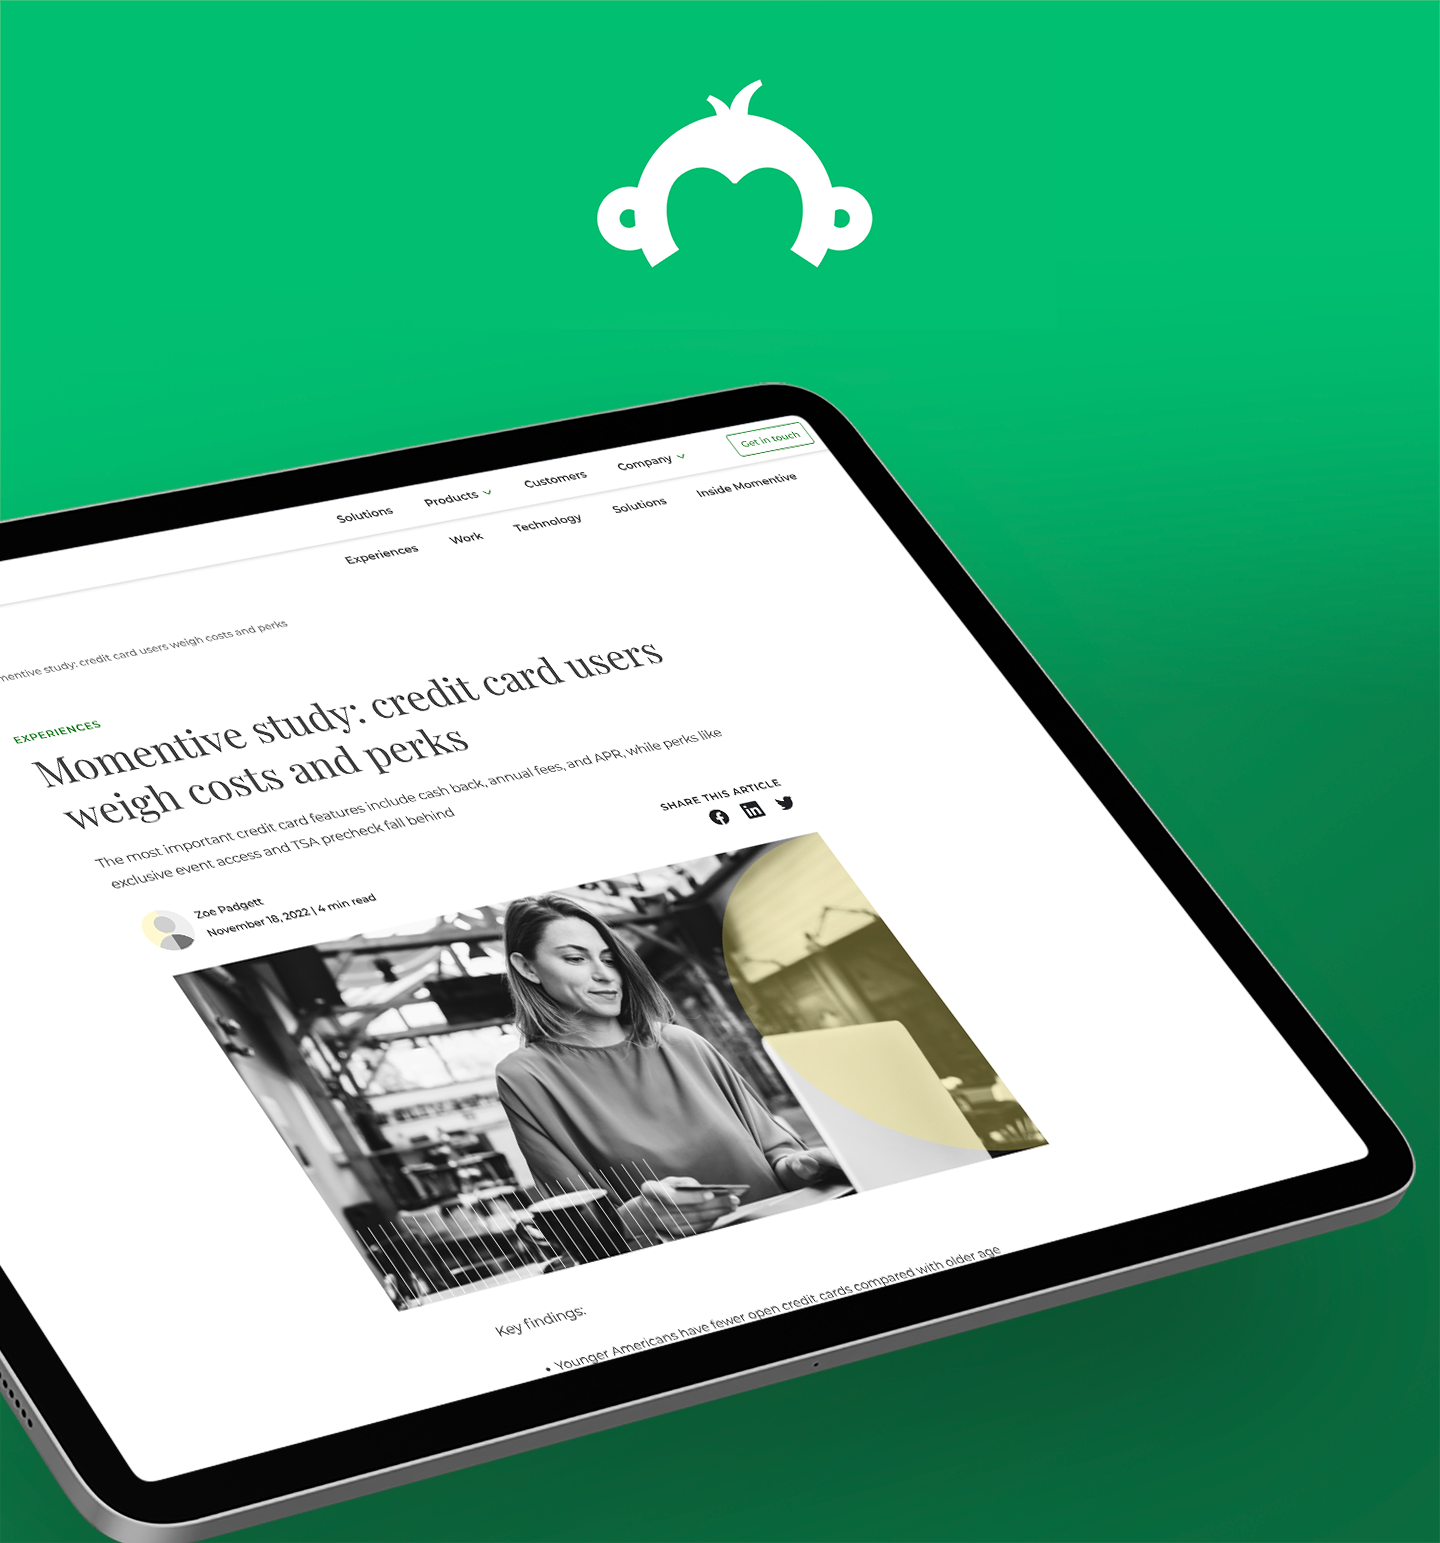 Solutions
Products
Customers
Company
Get in touch
Experiences
Work
Technology
Solutions
Inside Momentive
study: credit card users weigh costs and perks
EXPERIENCES
Momentive study: credit card users
weigh costs and perks
The most important credit card features include cash back, annual fees, and APR, while perks like
exclusive event access and TSA precheck fall behind
SHARE THIS ARTICLE
Zoe Padgett
November 18, 2022 | 4 min read
Key findings:
• Younger Americans have fewer open credit cards compared with older age